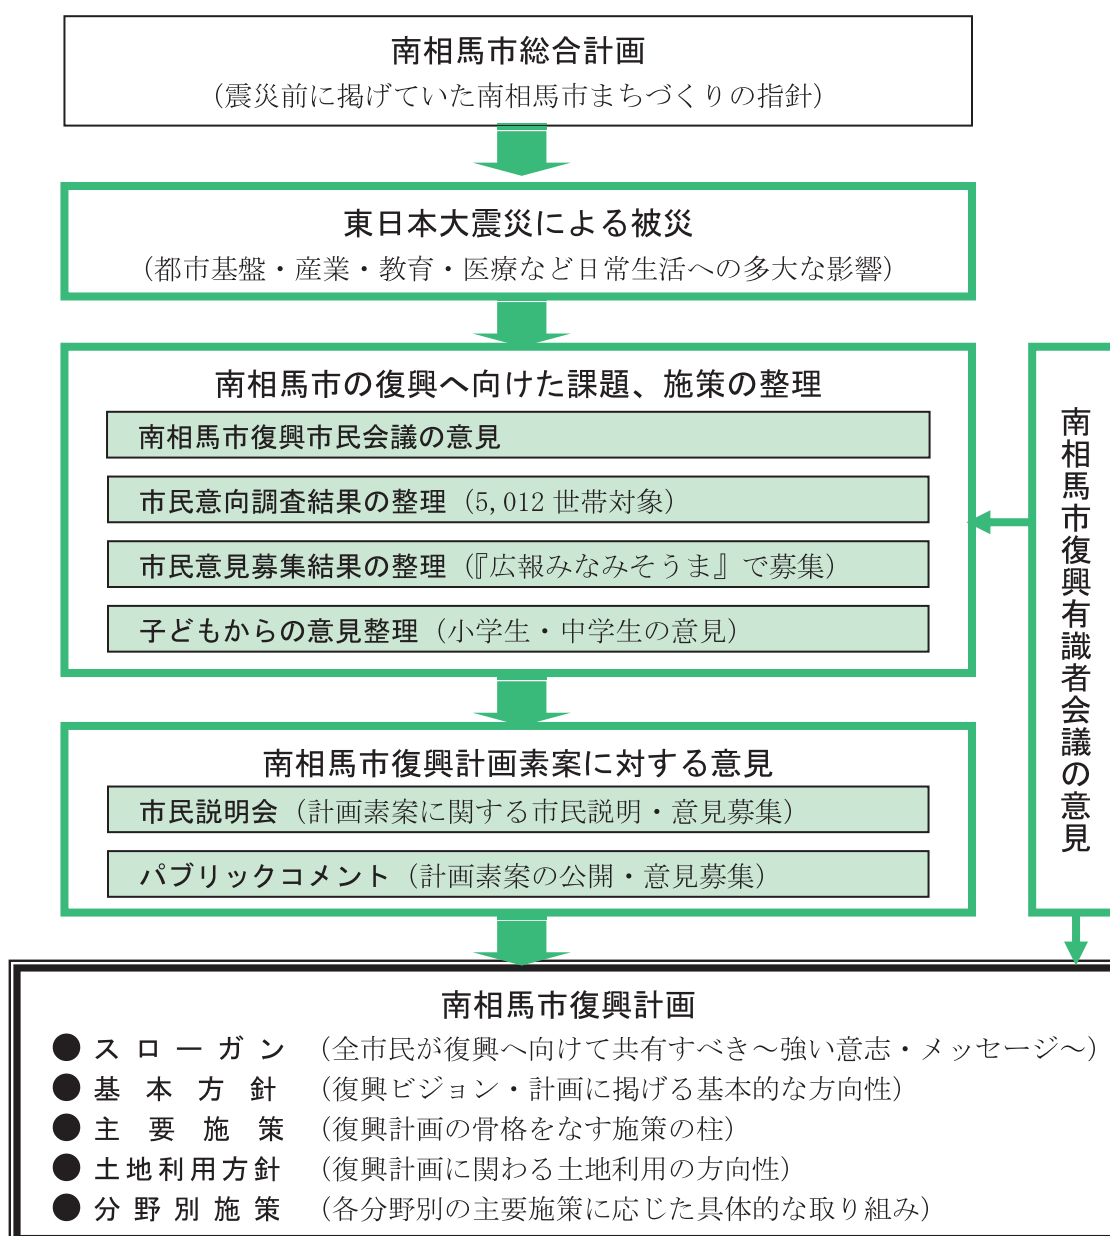 南相馬市総合計画
（震災前に掲げていた南相馬市まちづくりの指針）
東日本大震災による被災
（都市基盤・産業・教育・医療など日常生活への多大な影響）
南相馬市の復興へ向けた課題、施策の整理
南相馬市復興市民会議の意見
市民意向調査結果の整理（5,012 世帯対象）
市民意見募集結果の整理（『広報みなみそうま』で募集）
子どもからの意見整理（小学生・中学生の意見）
南相馬市復興計画素案に対する意見
市民説明会（計画素案に関する市民説明・意見募集）
パブリックコメント（計画素案の公開・意見募集）
南相馬市復興有識者会議の意見
南相馬市復興計画
●スローガン （全市民が復興へ向けて共有すべき～強い意志・メッセージ～）
●基本方針 （復興ビジョン・計画に掲げる基本的な方向性）
●主要施策 （復興計画の骨格をなす施策の柱）
●土地利用方針 （復興計画に関わる土地利用の方向性）
●分野別施策 （各分野別の主要施策に応じた具体的な取り組み）